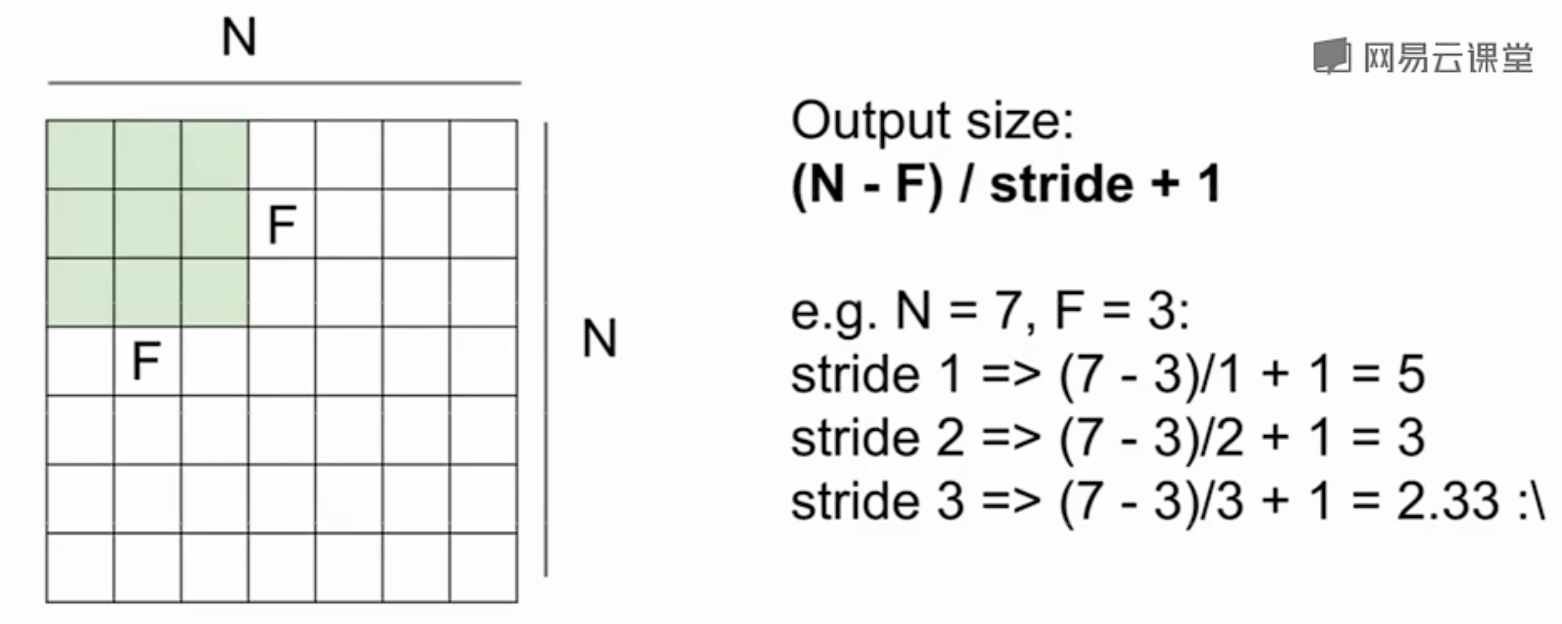 N
网易云课堂
Output size:
(N - F) / stride + 1
F
e.g. N = 7, F = 3:
N
F
stride 1 => (7 - 3)/1 + 1 = 5
stride 2 => (7 - 3)/2 + 1 = 3
stride 3 => (7 - 3)/3 + 1 = 2.33 :\